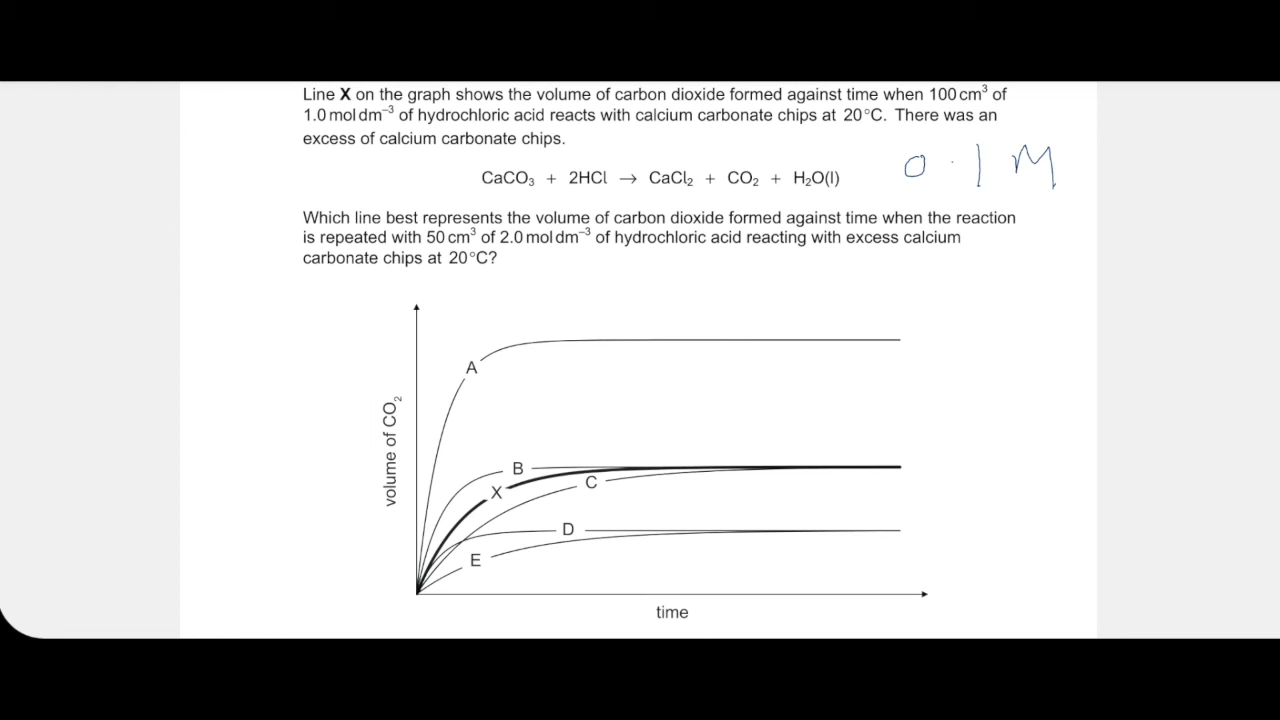 Line X on the graph shows the volume of carbon dioxide formed against time when 100 cm³ of
1.0 mol dm⁻³ of hydrochloric acid reacts with calcium carbonate chips at 20 °C. There was an
excess of calcium carbonate chips.
0.1 M
CaCO₃ + 2HCl → CaCl₂ + CO₂ + H₂O(l)
Which line best represents the volume of carbon dioxide formed against time when the reaction
is repeated with 50 cm³ of 2.0 mol dm⁻³ of hydrochloric acid reacting with excess calcium
carbonate chips at 20 °C?
A
volume of CO₂
B
X
C
D
E
time